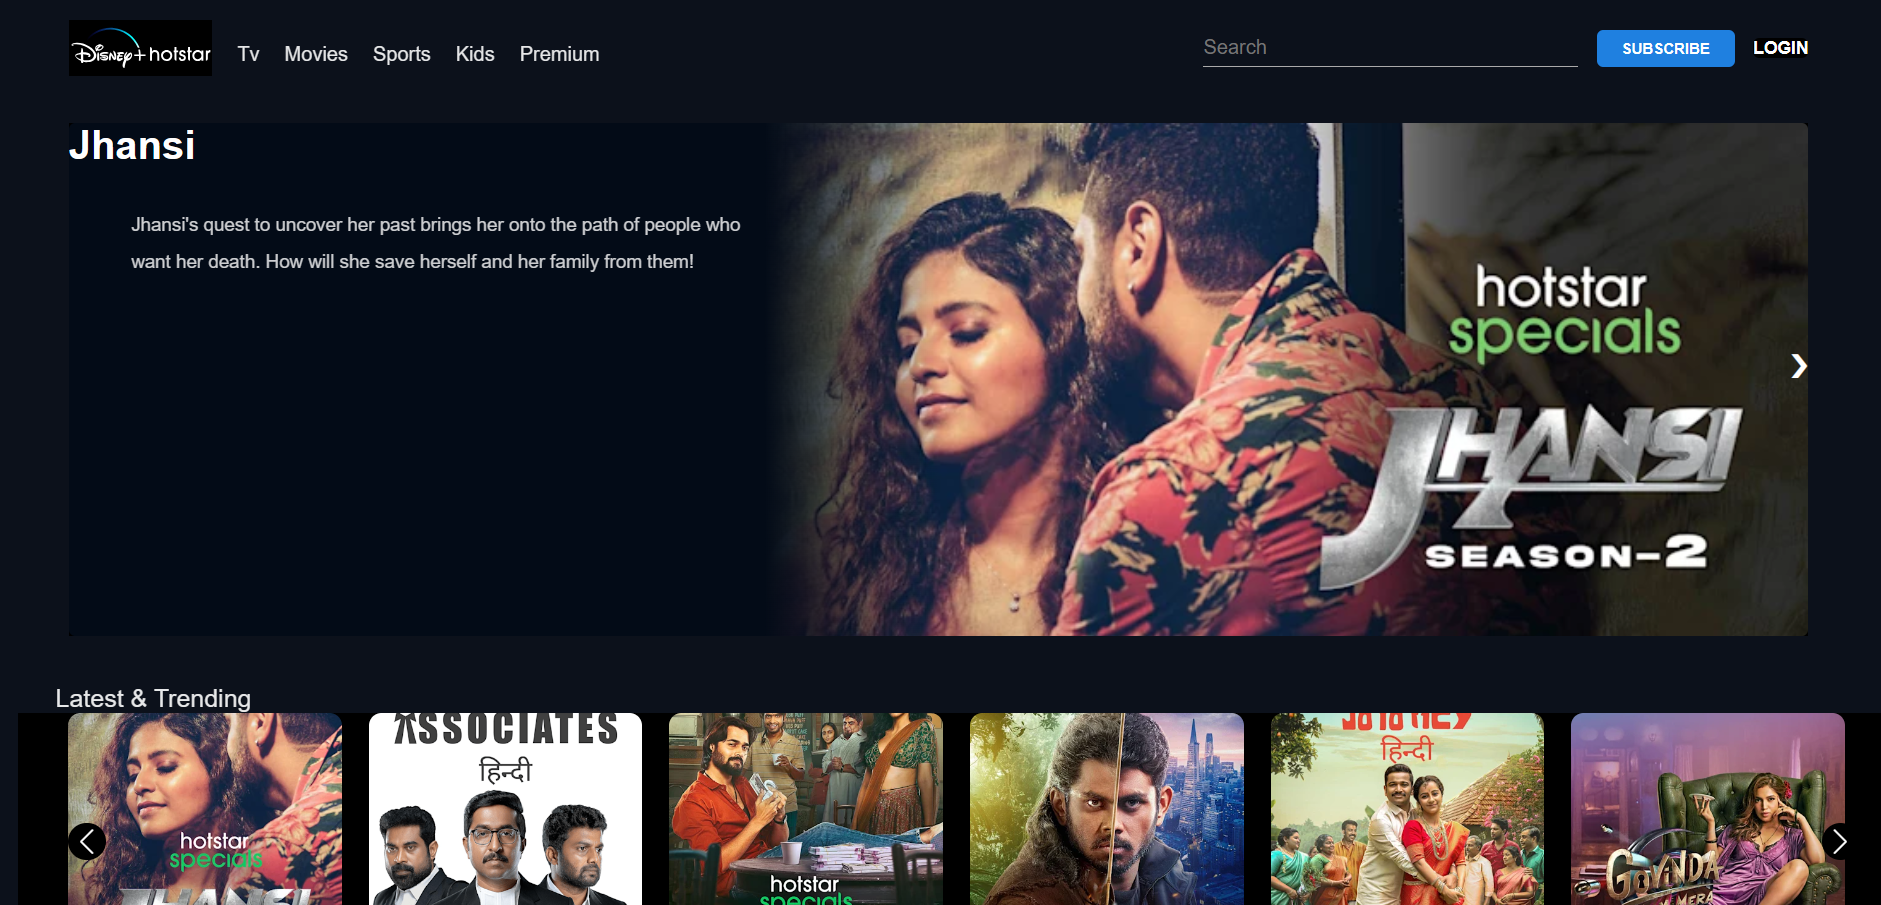 Disney+ hotstar
Tv Movies Sports Kids Premium
Search
SUBSCRIBE
LOGIN
Jhansi
Jhansi's quest to uncover her past brings her onto the path of people who
want her death. How will she save herself and her family from them!
hotstar
specials
JHANSI
SEASON-2
Latest & Trending
hotstar
specials
JHANSI
ASSOCIATES
हिन्दी
hotstar
specials
हिन्दी
GOVINDA
MERA